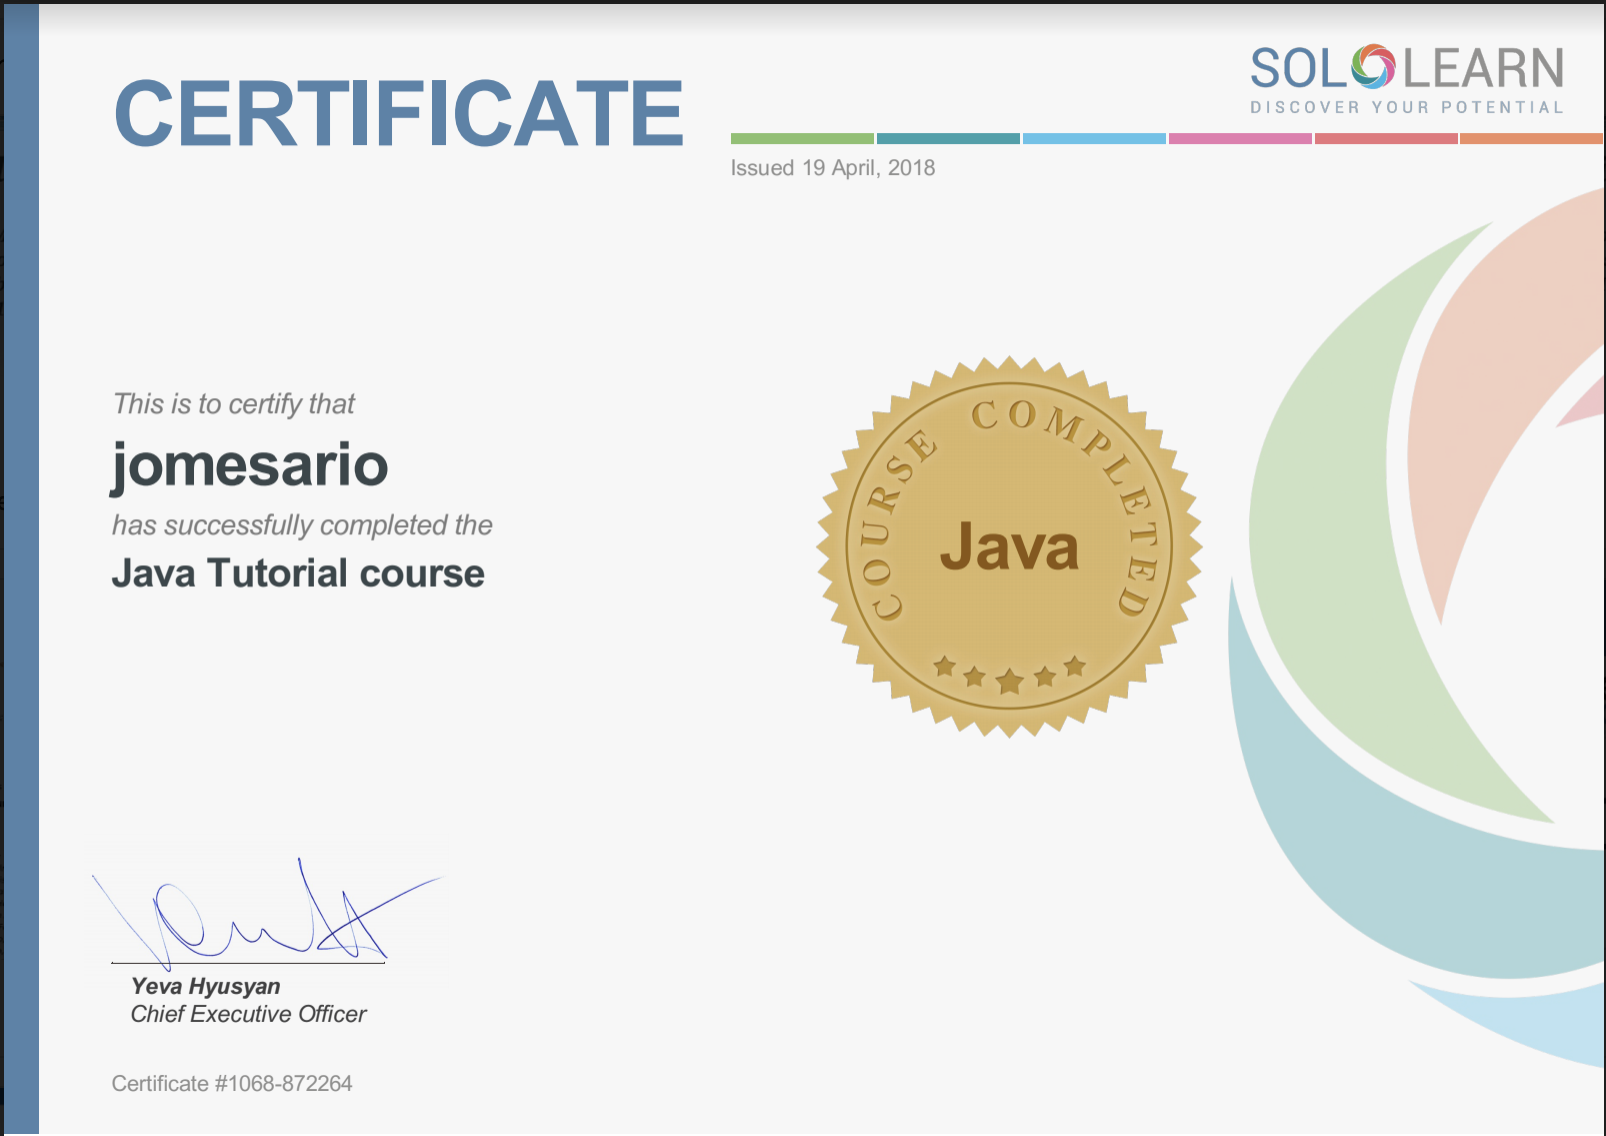 CERTIFICATE
SOLOLEARN
DISCOVER YOUR POTENTIAL
Issued 19 April, 2018
This is to certify that
jomesario
has successfully completed the
Java Tutorial course
COURSE COMPLETED
Java
Yeva Hyusyan
Chief Executive Officer
Certificate #1068-872264